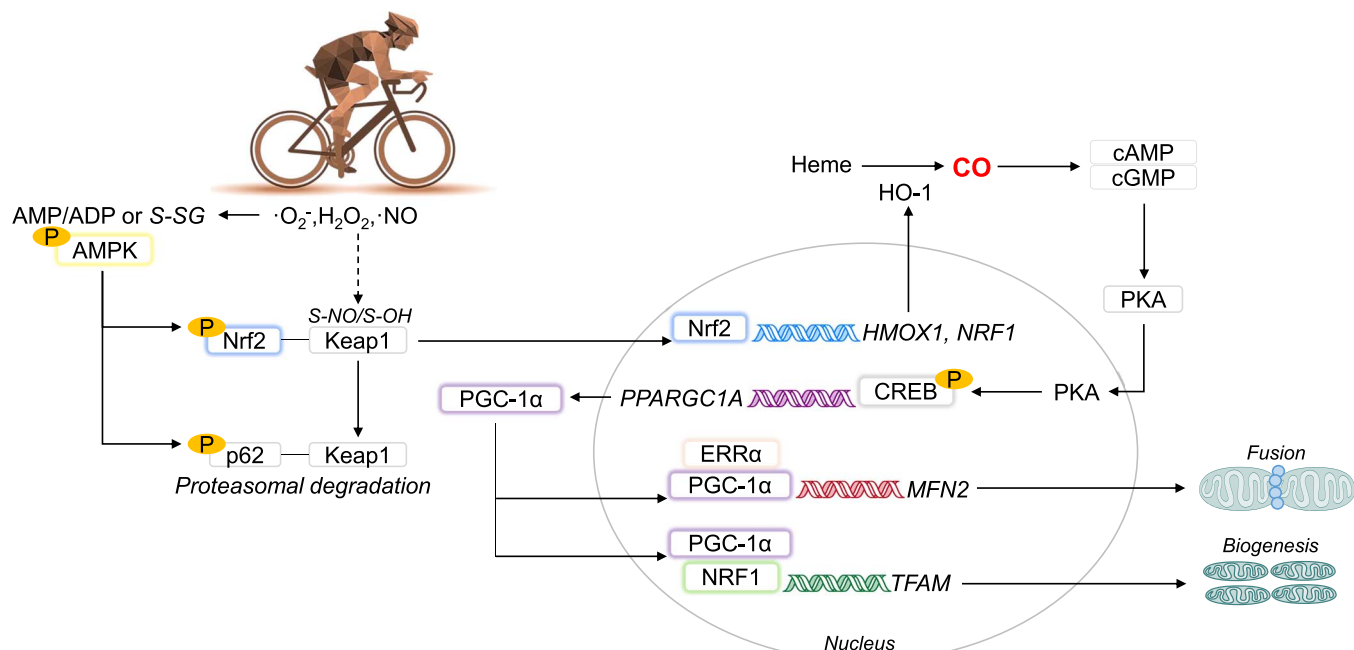 Heme
CO
cAMP
cGMP
HO-1
AMP/ADP or S-SG
·O₂⁻,H₂O₂,·NO
P
AMPK
PKA
S-NO/S-OH
P
Nrf2
Keap1
Nrf2
HMOX1, NRF1
PGC-1α
PPARGC1A
CREB
P
PKA
P
p62
Keap1
Proteasomal degradation
ERRα
PGC-1α
MFN2
Fusion
PGC-1α
NRF1
TFAM
Biogenesis
Nucleus